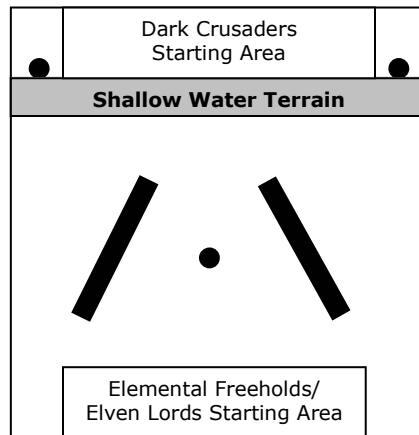 Dark Crusaders
Starting Area
Shallow Water Terrain
Elemental Freeholds/
Elven Lords Starting Area